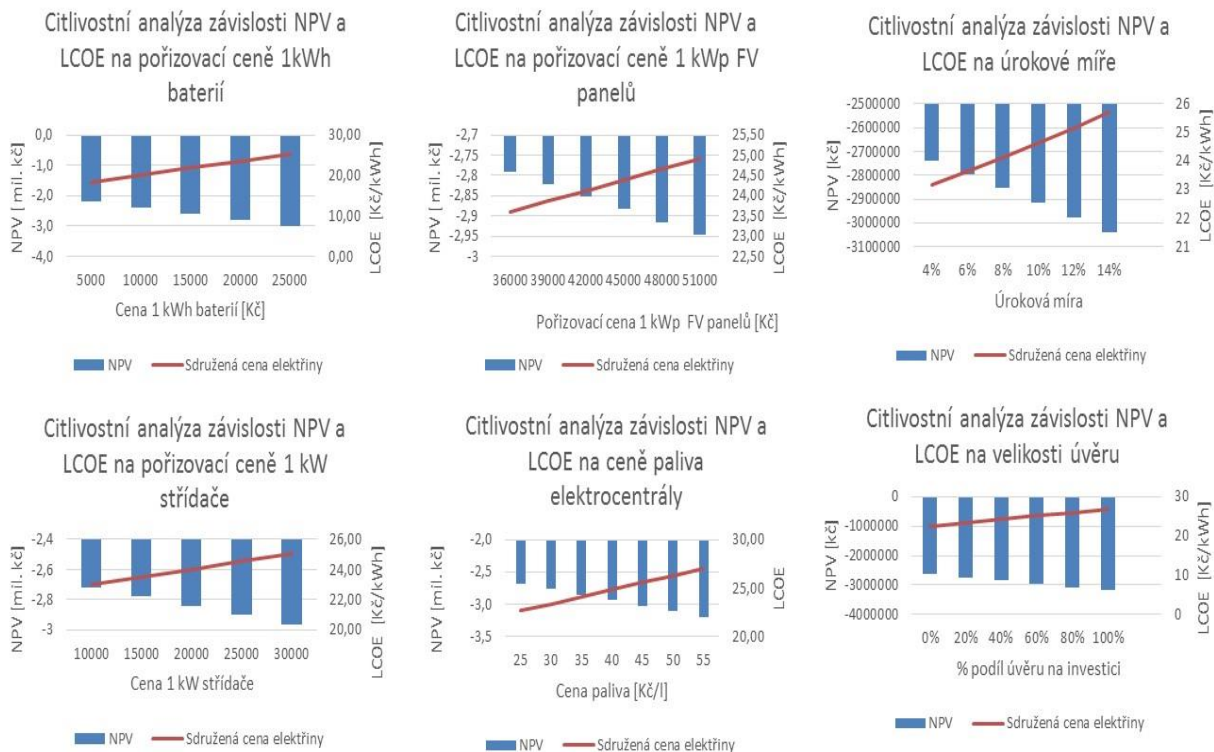 Citlivostní analýza závislosti NPV a
LCOE na pořizovací ceně 1kWh
baterií
NPV [mil. kč]
0,0
-1,0
-2,0
-3,0
-4,0
30,00
20,00
10,00
0,00
LCOE [Kč/kWh]
5000 10000 15000 20000 25000
Cena 1 kWh baterií [Kč]
NPV Sdružená cena elektřiny
Citlivostní analýza závislosti NPV a
LCOE na pořizovací ceně 1 kWp FV
panelů
NPV [mil. kč]
-2,7
-2,75
-2,8
-2,85
-2,9
-2,95
-3
25,50
25,00
24,50
24,00
23,50
23,00
22,50
LCOE [Kč/kWh]
36000 39000 42000 45000 48000 51000
Pořizovací cena 1 kWp FV panelů [Kč]
NPV Sdružená cena elektřiny
Citlivostní analýza závislosti NPV a
LCOE na úrokové míře
NPV [kč]
-2500000
-2600000
-2700000
-2800000
-2900000
-3000000
-3100000
26
25
24
23
22
21
LCOE [Kč/kWh]
4% 6% 8% 10% 12% 14%
Úroková míra
NPV Sdružená cena elektřiny
Citlivostní analýza závislosti NPV a
LCOE na pořizovací ceně 1 kW
střídače
NPV [mil. kč]
-2,4
-2,6
-2,8
-3
26,00
24,00
22,00
20,00
LCOE [Kč/kWh]
10000 15000 20000 25000 30000
Cena 1 kW střídače
NPV Sdružená cena elektřiny
Citlivostní analýza závislosti NPV a
LCOE na ceně paliva
elektrocentrály
NPV [mil. kč]
-2,0
-2,5
-3,0
-3,5
30,00
25,00
20,00
LCOE
25 30 35 40 45 50 55
Cena paliva [Kč/l]
NPV Sdružená cena elektřiny
Citlivostní analýza závislosti NPV a
LCOE na velikosti úvěru
NPV [kč]
0
-1000000
-2000000
-3000000
-4000000
30
20
10
0
LCOE [Kč/kWh]
0% 20% 40% 60% 80% 100%
% podíl úvěru na investici
NPV Sdružená cena elektřiny